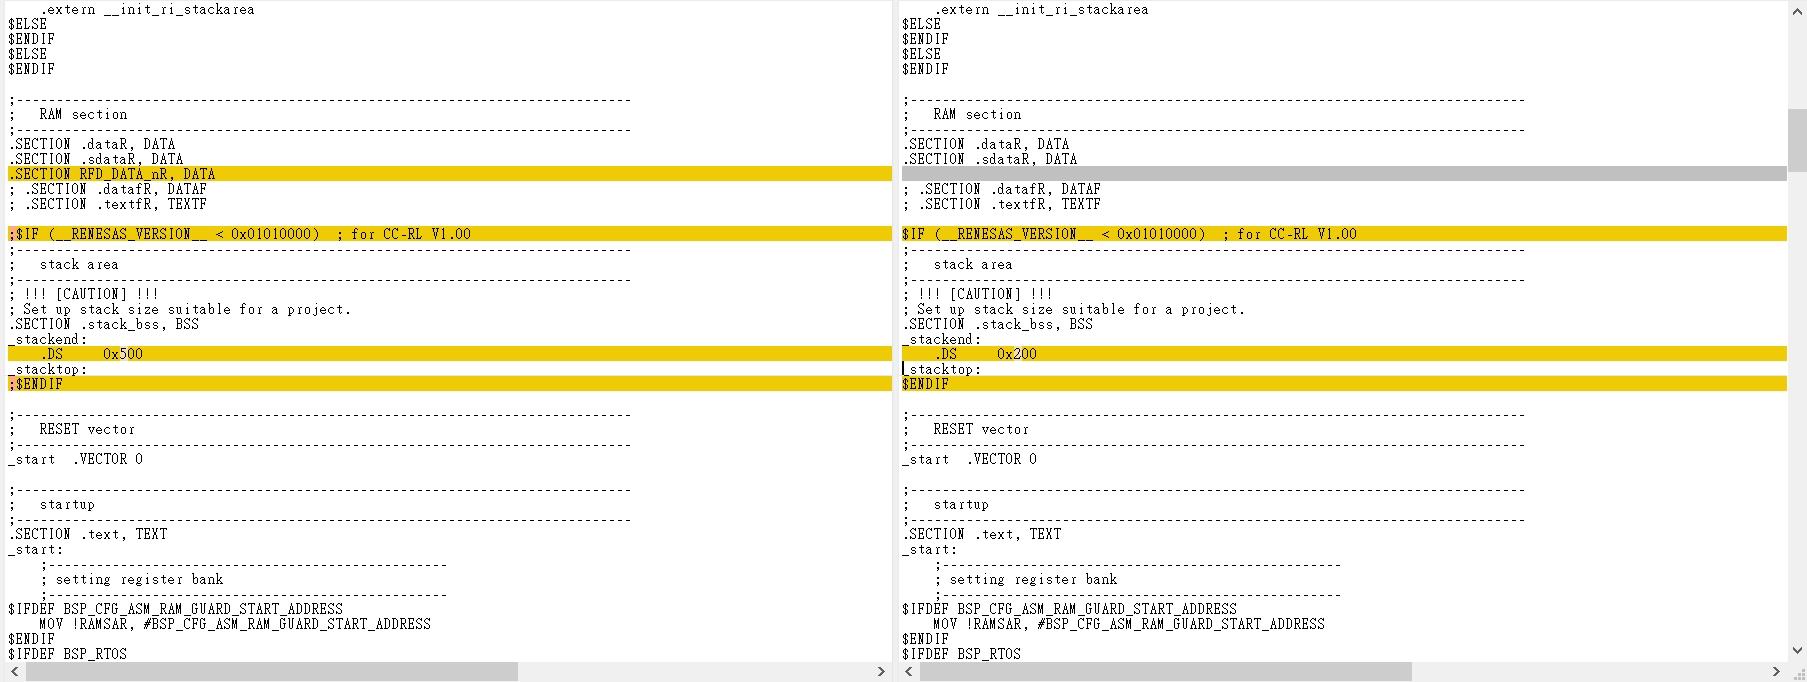 .extern __init_ri_stackarea
$ELSE
$ENDIF
$ELSE
$ENDIF
;-----------------------------------------------------------------------------
;   RAM section
;-----------------------------------------------------------------------------
.SECTION .dataR, DATA
.SECTION .sdataR, DATA
.SECTION RFD_DATA_nR, DATA
; .SECTION .datafR, DATAF
; .SECTION .textfR, TEXTF
;$IF (__RENESAS_VERSION__ < 0x01010000)  ; for CC-RL V1.00
;-----------------------------------------------------------------------------
;   stack area
;-----------------------------------------------------------------------------
; !!! [CAUTION] !!!
; Set up stack size suitable for a project.
.SECTION .stack_bss, BSS
_stackend:
    .DS     0x500
_stacktop:
;$ENDIF
;-----------------------------------------------------------------------------
;   RESET vector
;-----------------------------------------------------------------------------
_start  .VECTOR 0
;-----------------------------------------------------------------------------
;   startup
;-----------------------------------------------------------------------------
.SECTION .text, TEXT
_start:
    ;--------------------------------------------------
    ; setting register bank
    ;--------------------------------------------------
$IFDEF BSP_CFG_ASM_RAM_GUARD_START_ADDRESS
    MOV !RAMSAR, #BSP_CFG_ASM_RAM_GUARD_START_ADDRESS
$ENDIF
$IFDEF BSP_RTOS
    .extern __init_ri_stackarea
$ELSE
$ENDIF
$ELSE
$ENDIF
;-----------------------------------------------------------------------------
;   RAM section
;-----------------------------------------------------------------------------
.SECTION .dataR, DATA
.SECTION .sdataR, DATA
; .SECTION .datafR, DATAF
; .SECTION .textfR, TEXTF
$IF (__RENESAS_VERSION__ < 0x01010000)  ; for CC-RL V1.00
;-----------------------------------------------------------------------------
;   stack area
;-----------------------------------------------------------------------------
; !!! [CAUTION] !!!
; Set up stack size suitable for a project.
.SECTION .stack_bss, BSS
_stackend:
    .DS     0x200
_stacktop:
$ENDIF
;-----------------------------------------------------------------------------
;   RESET vector
;-----------------------------------------------------------------------------
_start  .VECTOR 0
;-----------------------------------------------------------------------------
;   startup
;-----------------------------------------------------------------------------
.SECTION .text, TEXT
_start:
    ;--------------------------------------------------
    ; setting register bank
    ;--------------------------------------------------
$IFDEF BSP_CFG_ASM_RAM_GUARD_START_ADDRESS
    MOV !RAMSAR, #BSP_CFG_ASM_RAM_GUARD_START_ADDRESS
$ENDIF
$IFDEF BSP_RTOS